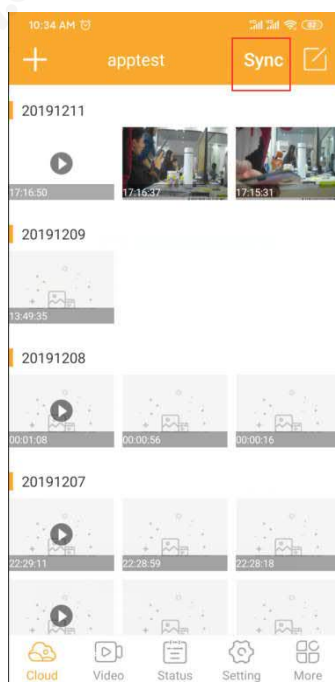 10:34 AM
82
apptest
Sync
20191211
17:16:50
17:16:37
17:15:31
20191209
13:49:35
20191208
00:01:08
00:00:56
00:00:16
20191207
22:29:11
22:28:59
22:28:18
Cloud
Video
Status
Setting
More